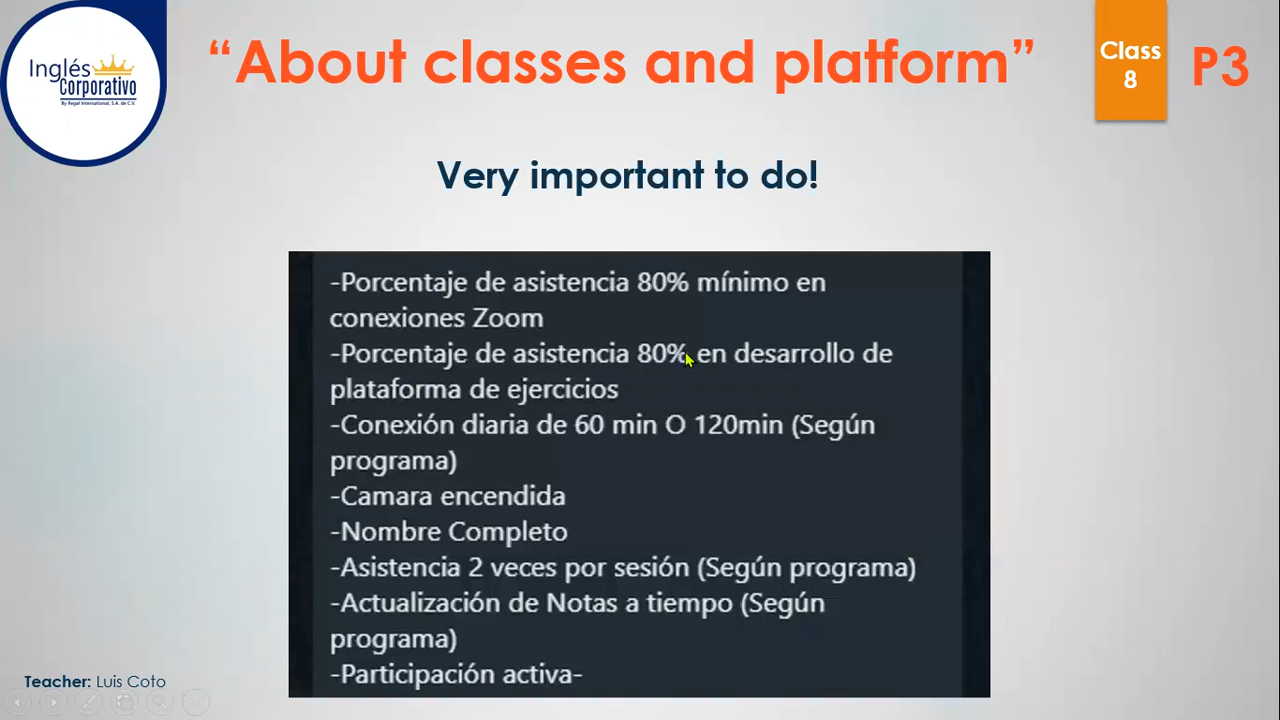 Inglés
Corporativo
By Regal International, S.A. de C.V.
“About classes and platform”
Class
8
P3
Very important to do!
-Porcentaje de asistencia 80% mínimo en
conexiones Zoom
-Porcentaje de asistencia 80% en desarrollo de
plataforma de ejercicios
-Conexión diaria de 60 min O 120min (Según
programa)
-Camara encendida
-Nombre Completo
-Asistencia 2 veces por sesión (Según programa)
-Actualización de Notas a tiempo (Según
programa)
-Participación activa-
Teacher: Luis Coto